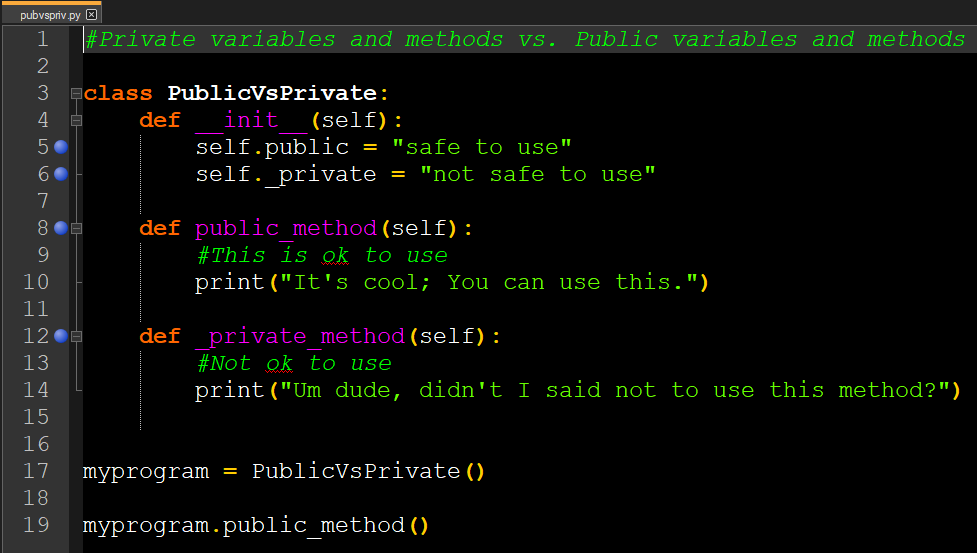 pubvspriv.py
1 #Private variables and methods vs. Public variables and methods
2
3 class PublicVsPrivate:
4     def __init__(self):
5         self.public = "safe to use"
6         self._private = "not safe to use"
7
8     def public_method(self):
9         #This is ok to use
10         print("It's cool; You can use this.")
11
12     def _private_method(self):
13         #Not ok to use
14         print("Um dude, didn't I said not to use this method?")
15
16
17 myprogram = PublicVsPrivate()
18
19 myprogram.public_method()